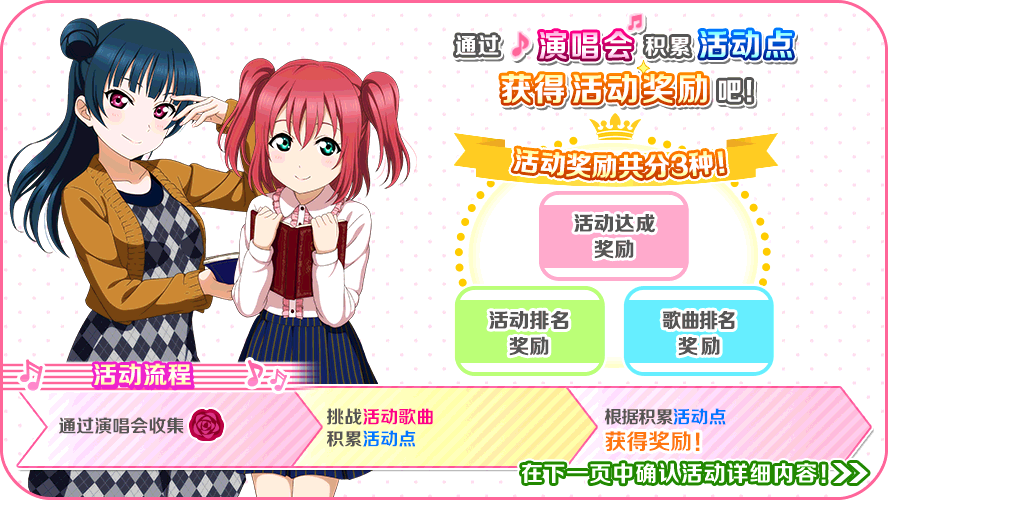 通过♪演唱会积累活动点
获得活动奖励吧!
活动奖励共分3种!
活动达成
奖励
活动排名
奖励
歌曲排名
奖励
活动流程
通过演唱会收集
挑战活动歌曲
积累活动点
根据积累活动点
获得奖励!
在下一页中确认活动详细内容!